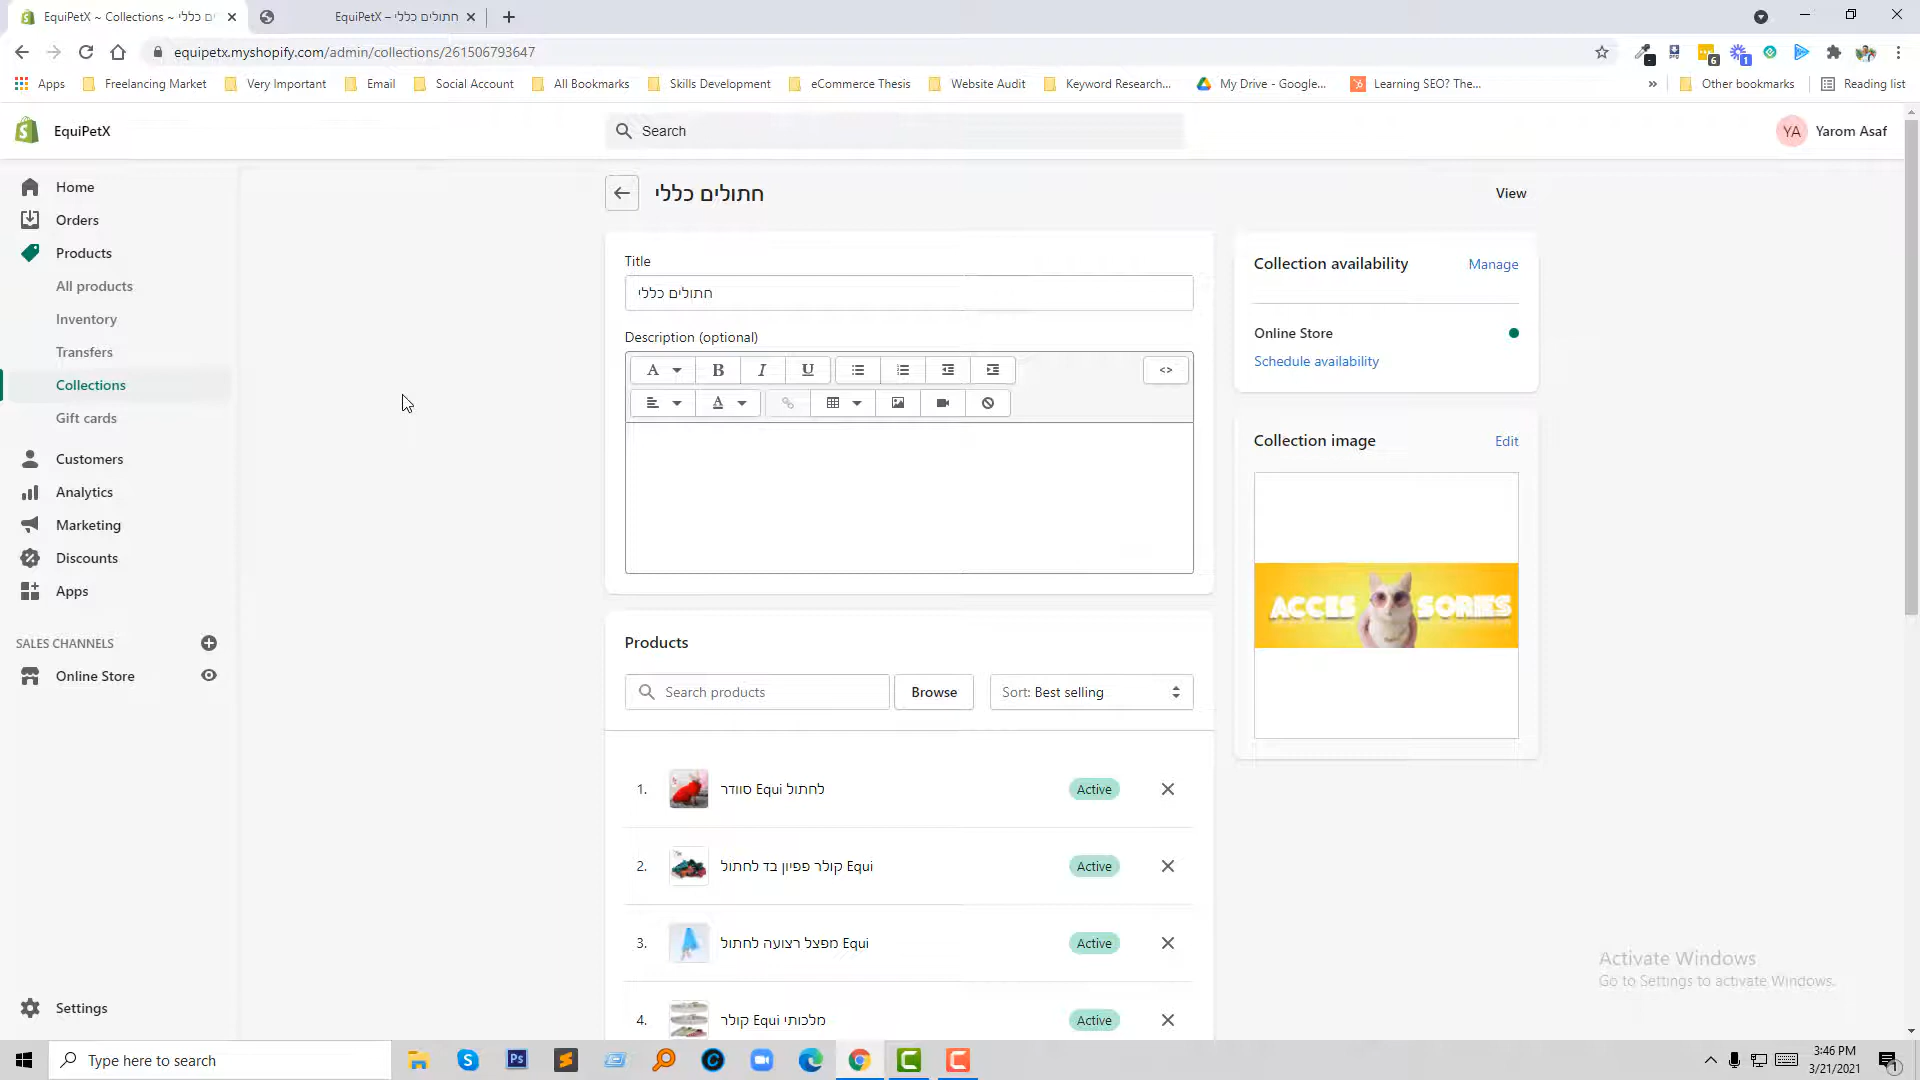 EquiPetX ~ Collections ~ חתולים כללי
EquiPetX – חתולים כללי
equipetx.myshopify.com/admin/collections/261506793647
6
1
Apps
Freelancing Market
Very Important
Email
Social Account
All Bookmarks
Skills Development
eCommerce Thesis
Website Audit
Keyword Research...
My Drive - Google...
Learning SEO? The...
»
Other bookmarks
Reading list
EquiPetX
Search
YA
Yarom Asaf
Home
Orders
Products
All products
Inventory
Transfers
Collections
Gift cards
Customers
Analytics
Marketing
Discounts
Apps
SALES CHANNELS
Online Store
Settings
חתולים כללי
View
Title
חתולים כללי
Description (optional)
A B I U <>
A
Products
Search products
Browse
Sort: Best selling
1. סוודר Equi לחתול Active
2. קולר פפיון בד לחתול Equi Active
3. מפצל רצועה לחתול Equi Active
4. קולר Equi מלכותי Active
Collection availability
Manage
Online Store
Schedule availability
Collection image
Edit
ACCES SORIES
Activate Windows
Go to Settings to activate Windows.
Type here to search
Ps
3:46 PM
3/21/2021
1